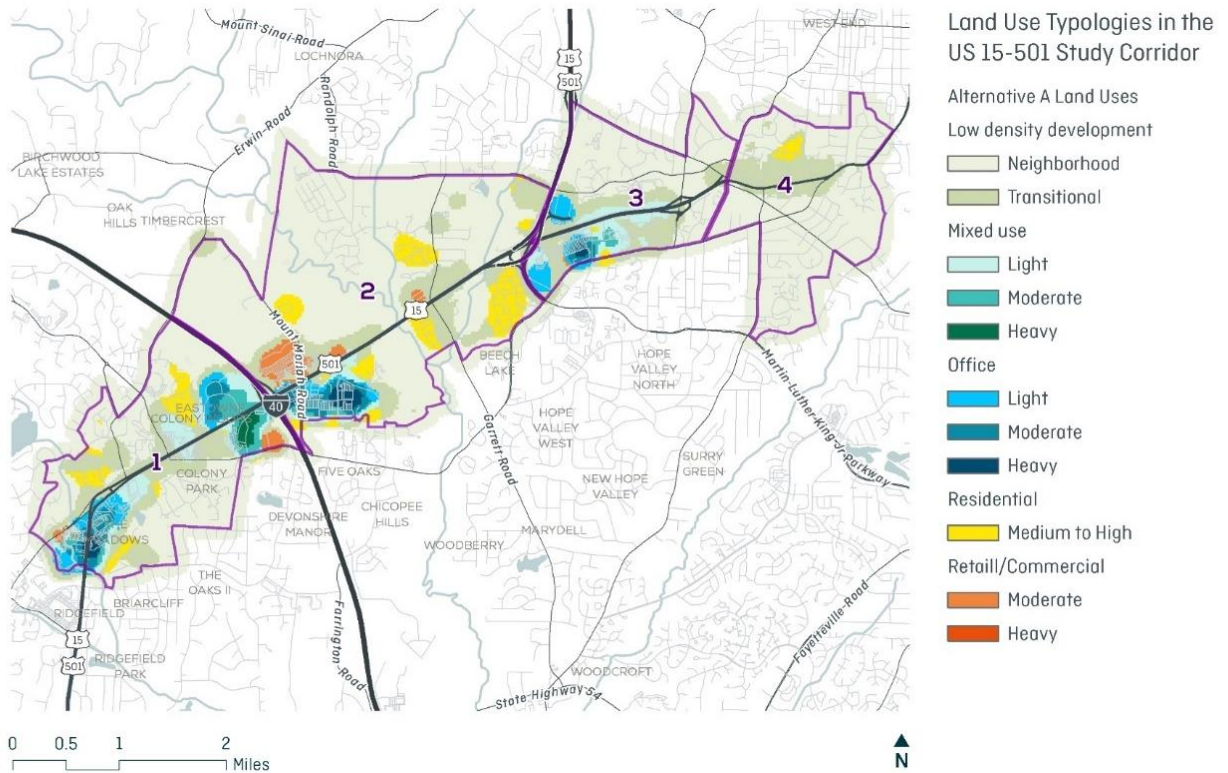 Land Use Typologies in the
US 15-501 Study Corridor
Alternative A Land Uses
Low density development
Neighborhood
Transitional
Mixed use
Light
Moderate
Heavy
Office
Light
Moderate
Heavy
Residential
Medium to High
Retaill/Commercial
Moderate
Heavy
WEST END
Mount Sinai Road
LOCHNORA
15
501
Randolph Road
Erwin Road
BIRCHWOOD
LAKE ESTATES
OAK
HILLS
TIMBERCREST
4
3
2
15
Mount Moriah Road
501
BEECH
LAKE
HOPE
VALLEY
NORTH
Martin Luther King Jr Parkway
40
COLONY
1
COLONY
PARK
FIVE OAKS
Garrett Road
HOPE
VALLEY
WEST
SURRY
GREEN
NEW HOPE
VALLEY
CHICOPEE
HILLS
DEVONSHIRE
MANOR
MARYDELL
WOODBERRY
THE
OAKS II
BRIARCLIFF
RIDGEFIELD
15
501
RIDGEFIELD
PARK
Farrington Road
Fayetteville Road
WOODCROFT
State Highway 54
0 0.5 1 2
Miles
N